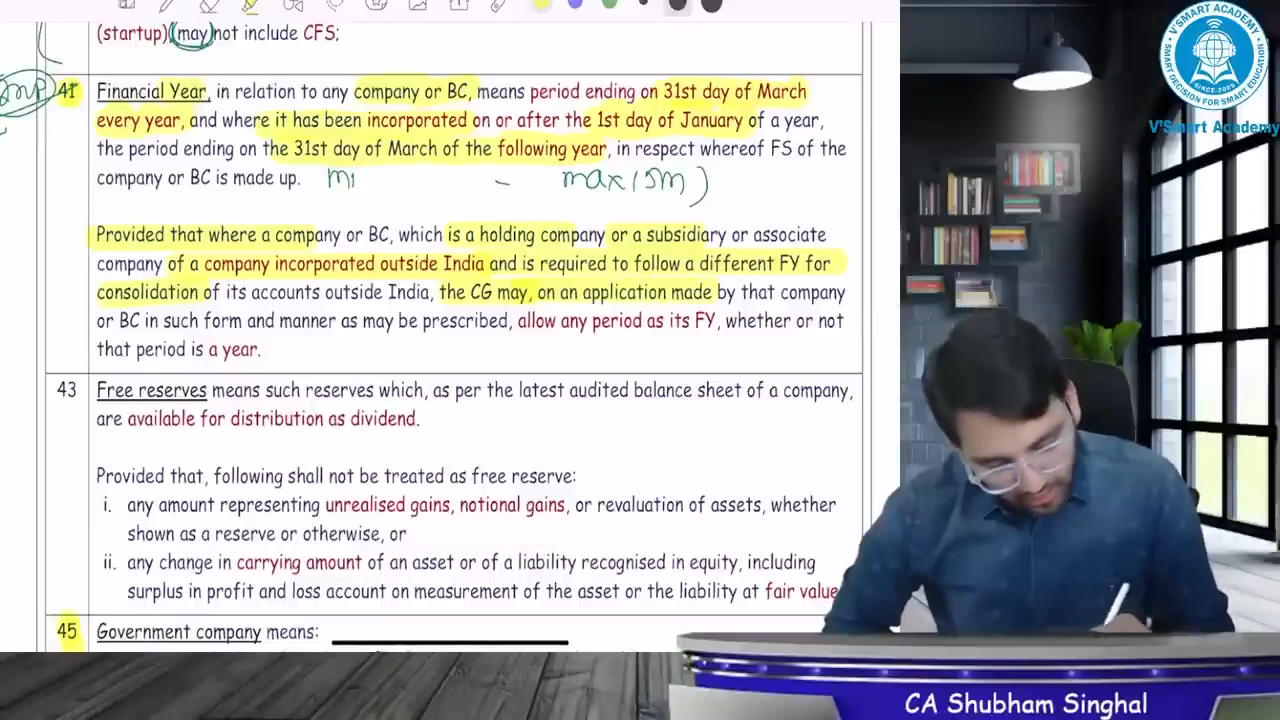 (startup), may not include CFS;
41
Financial Year, in relation to any company or BC, means period ending on 31st day of March
every year, and where it has been incorporated on or after the 1st day of January of a year,
the period ending on the 31st day of March of the following year, in respect whereof FS of the
company or BC is made up.
max (
Provided that where a company or BC, which is a holding company or a subsidiary or associate
company of a company incorporated outside India and is required to follow a different FY for
consolidation of its accounts outside India, the CG may, on an application made by that company
or BC in such form and manner as may be prescribed, allow any period as its FY, whether or not
that period is a year.
43
Free reserves means such reserves which, as per the latest audited balance sheet of a company,
are available for distribution as dividend.
Provided that, following shall not be treated as free reserve:
i. any amount representing unrealised gains, notional gains, or revaluation of assets, whether
shown as a reserve or otherwise, or
ii. any change in carrying amount of an asset or of a liability recognised in equity, including
surplus in profit and loss account on measurement of the asset or the liability at fair value
45
Government company means:
V'SMART ACADEMY
SMART DECISION FOR SMART EDUCATION
SINCE-2005
V'Smart Academy
CA Shubham Singhal